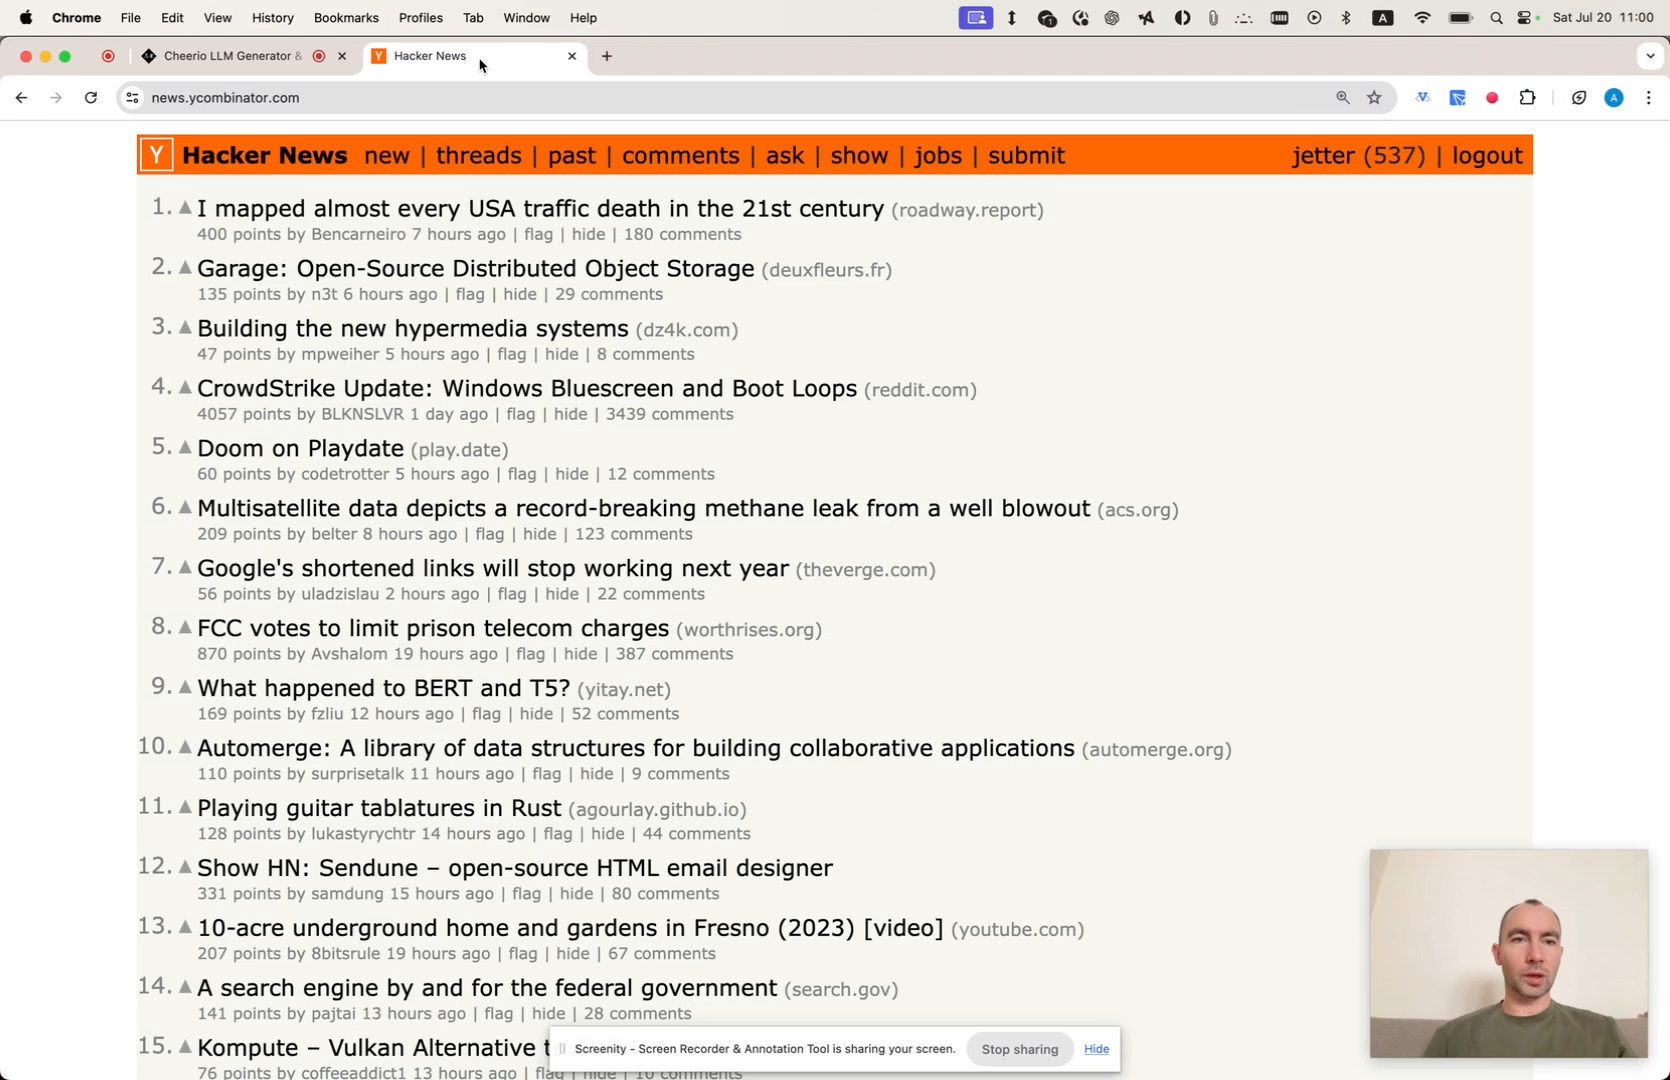 Chrome File Edit View History Bookmarks Profiles Tab Window Help A Sat Jul 20 11:00
Cheerio LLM Generator & Y Hacker News
news.ycombinator.com A
Y Hacker News new | threads | past | comments | ask | show | jobs | submit jetter (537) | logout
1. I mapped almost every USA traffic death in the 21st century (roadway.report)
400 points by Bencarneiro 7 hours ago | flag | hide | 180 comments
2. Garage: Open-Source Distributed Object Storage (deuxfleurs.fr)
135 points by n3t 6 hours ago | flag | hide | 29 comments
3. Building the new hypermedia systems (dz4k.com)
47 points by mpweiher 5 hours ago | flag | hide | 8 comments
4. CrowdStrike Update: Windows Bluescreen and Boot Loops (reddit.com)
4057 points by BLKNSLVR 1 day ago | flag | hide | 3439 comments
5. Doom on Playdate (play.date)
60 points by codetrotter 5 hours ago | flag | hide | 12 comments
6. Multisatellite data depicts a record-breaking methane leak from a well blowout (acs.org)
209 points by belter 8 hours ago | flag | hide | 123 comments
7. Google's shortened links will stop working next year (theverge.com)
56 points by uladzislau 2 hours ago | flag | hide | 22 comments
8. FCC votes to limit prison telecom charges (worthrises.org)
870 points by Avshalom 19 hours ago | flag | hide | 387 comments
9. What happened to BERT and T5? (yitay.net)
169 points by fzliu 12 hours ago | flag | hide | 52 comments
10. Automerge: A library of data structures for building collaborative applications (automerge.org)
110 points by surprisetalk 11 hours ago | flag | hide | 9 comments
11. Playing guitar tablatures in Rust (agourlay.github.io)
128 points by lukastyrychtr 14 hours ago | flag | hide | 44 comments
12. Show HN: Sendune – open-source HTML email designer
331 points by samdung 15 hours ago | flag | hide | 80 comments
13. 10-acre underground home and gardens in Fresno (2023) [video] (youtube.com)
207 points by 8bitsrule 19 hours ago | flag | hide | 67 comments
14. A search engine by and for the federal government (search.gov)
141 points by pajtai 13 hours ago | flag | hide | 28 comments
15. Kompute – Vulkan Alternative
Screenity - Screen Recorder & Annotation Tool is sharing your screen. Stop sharing Hide
76 points by coffeeaddict1 13 hours ago | flag | hide | 10 comments